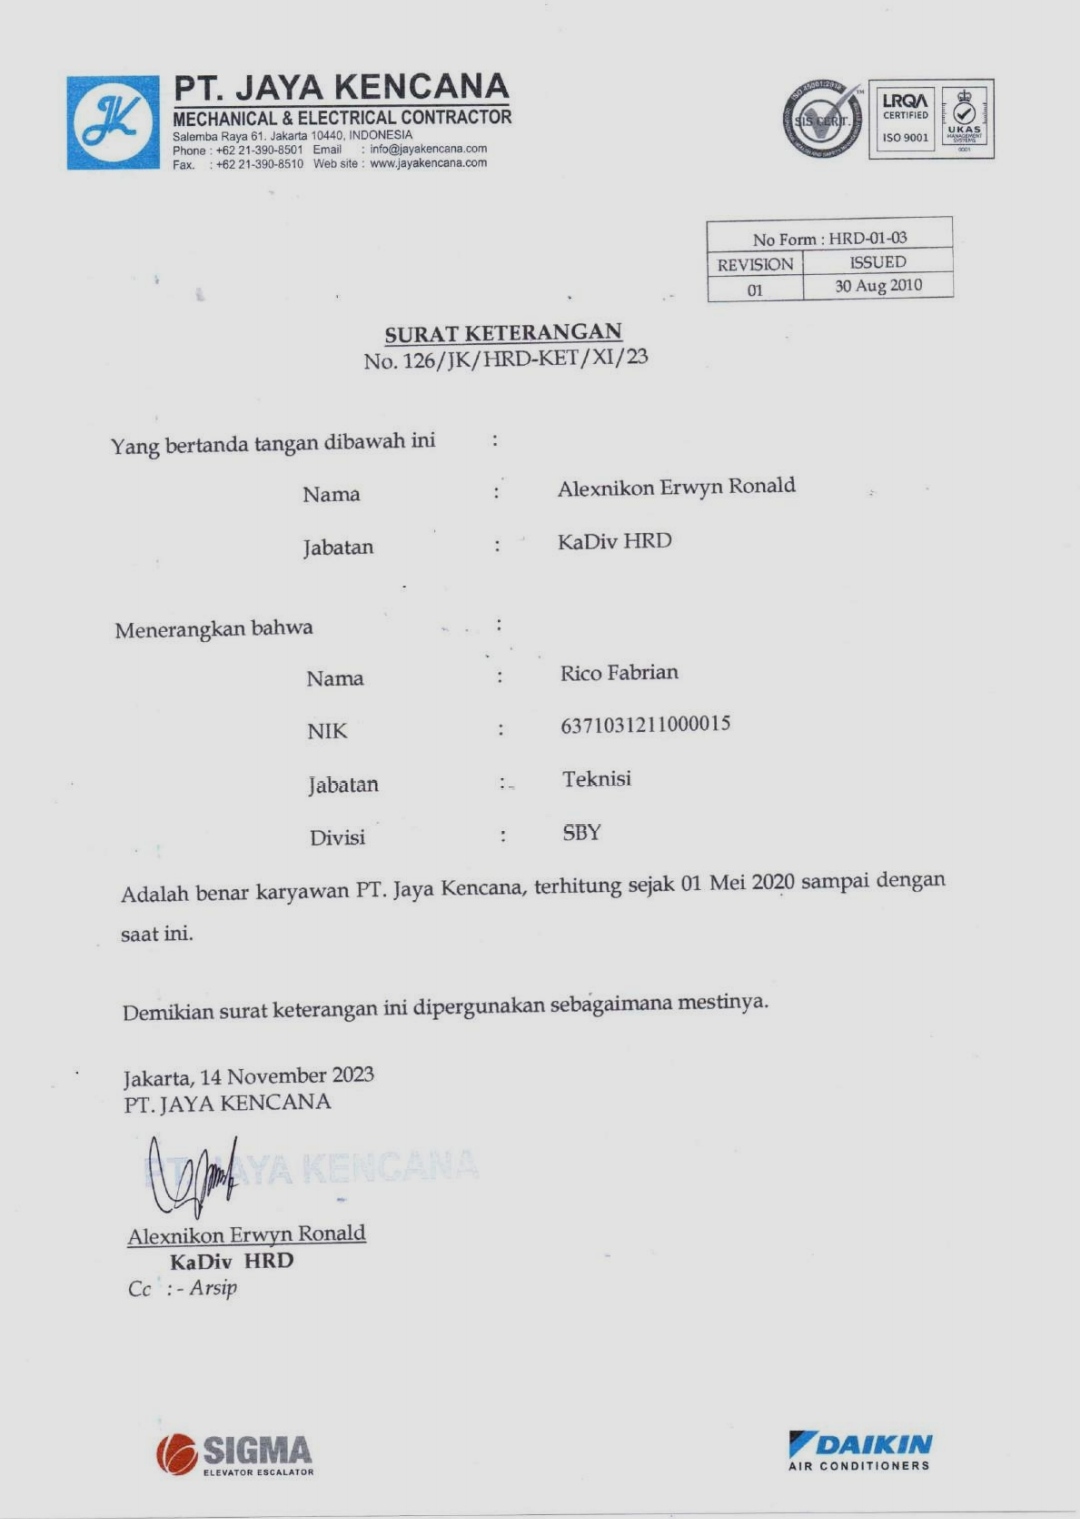 JK
PT. JAYA KENCANA
MECHANICAL & ELECTRICAL CONTRACTOR
Salemba Raya 61. Jakarta 10440, INDONESIA
Phone : +62 21-390-8501 Email : info@jayakencana.com
Fax. : +62 21-390-8510 Web site : www.jayakencana.com
ISO 45001:2018
SIS CERT.
LRQA
CERTIFIED
ISO 9001
UKAS
MANAGEMENT
SYSTEMS
No Form : HRD-01-03
REVISION ISSUED
01 30 Aug 2010
SURAT KETERANGAN
No. 126/JK/HRD-KET/XI/23
Yang bertanda tangan dibawah ini :
Nama : Alexnikon Erwyn Ronald
Jabatan : KaDiv HRD
Menerangkan bahwa :
Nama : Rico Fabrian
NIK : 6371031211000015
Jabatan : Teknisi
Divisi : SBY
Adalah benar karyawan PT. Jaya Kencana, terhitung sejak 01 Mei 2020 sampai dengan
saat ini.
Demikian surat keterangan ini dipergunakan sebagaimana mestinya.
Jakarta, 14 November 2023
PT. JAYA KENCANA
PT. JAYA KENCANA
Alexnikon Erwyn Ronald
KaDiv HRD
Cc : - Arsip
SIGMA
ELEVATOR ESCALATOR
DAIKIN
AIR CONDITIONERS